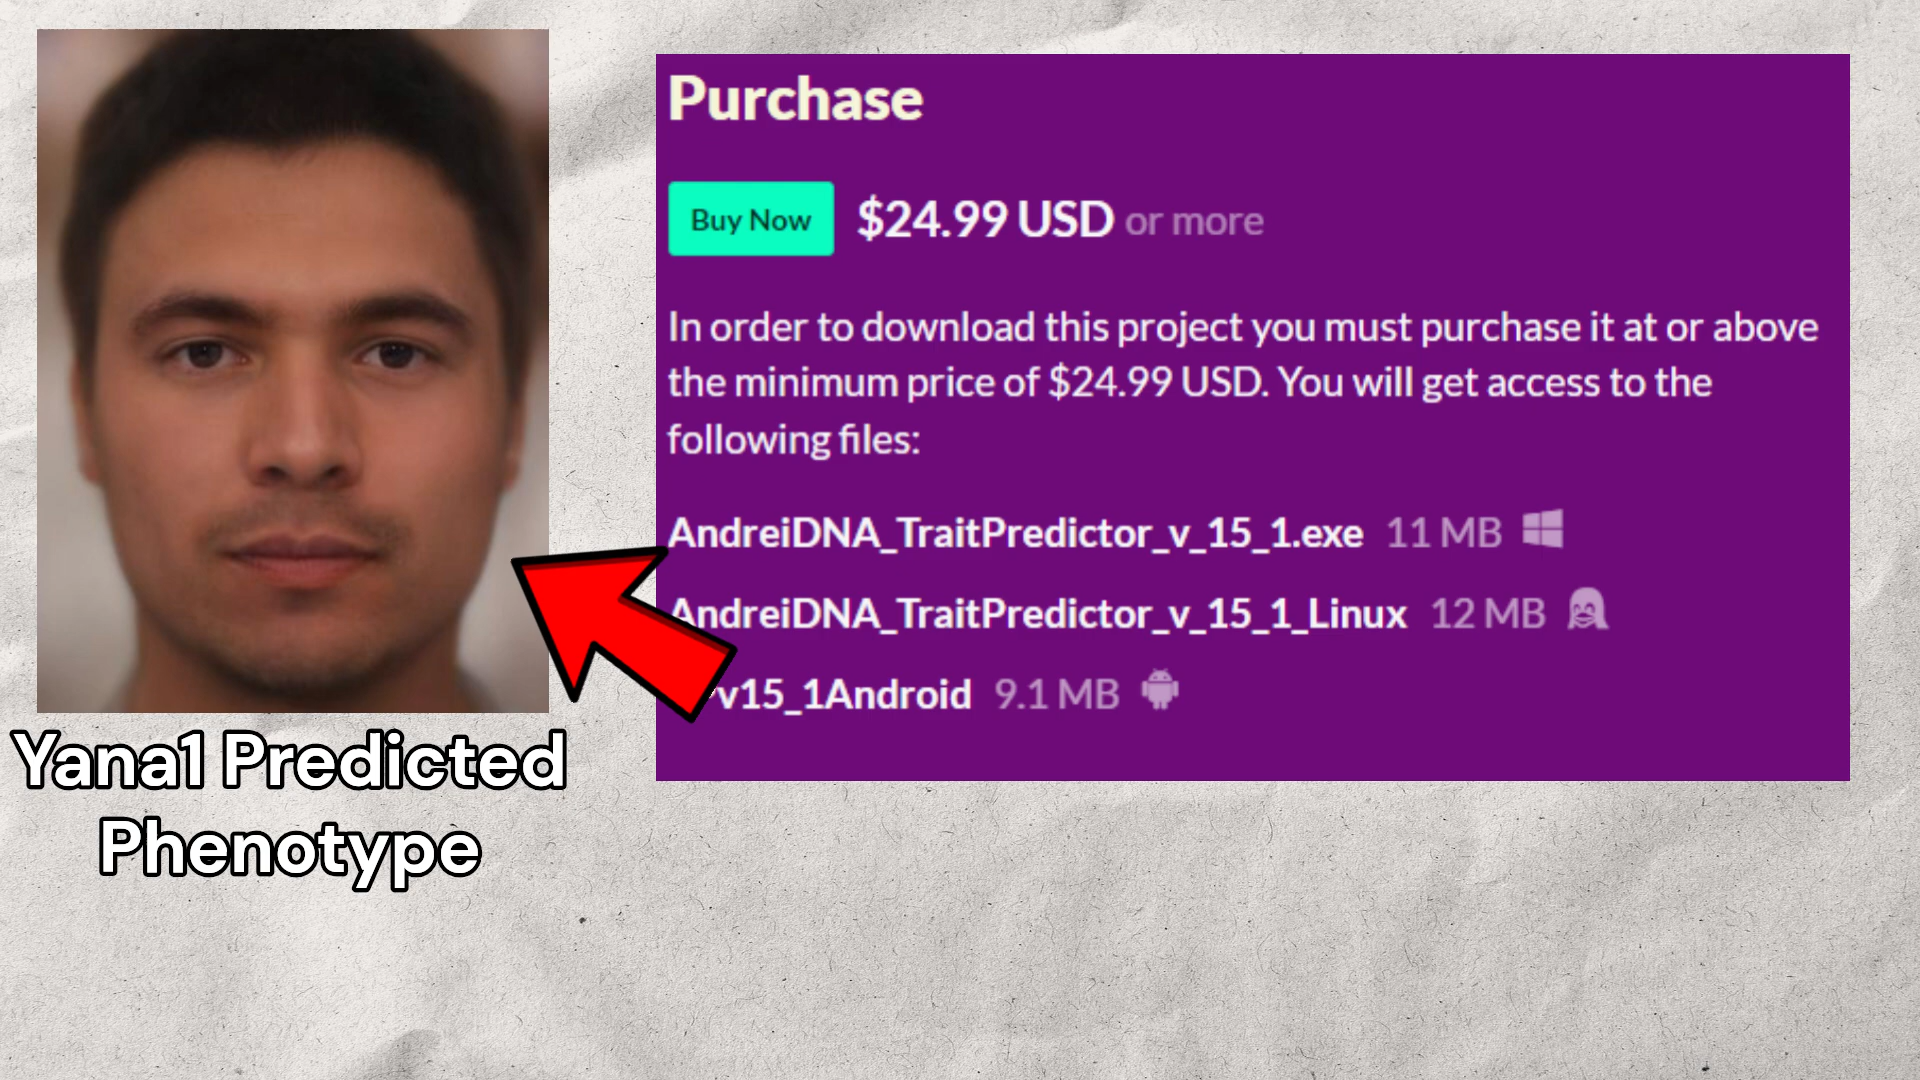 Yana1 Predicted
Phenotype
Purchase
Buy Now $24.99 USD or more
In order to download this project you must purchase it at or above
the minimum price of $24.99 USD. You will get access to the
following files:
AndreiDNA_TraitPredictor_v_15_1.exe 11 MB
AndreiDNA_TraitPredictor_v_15_1_Linux 12 MB
v15_1Android 9.1 MB